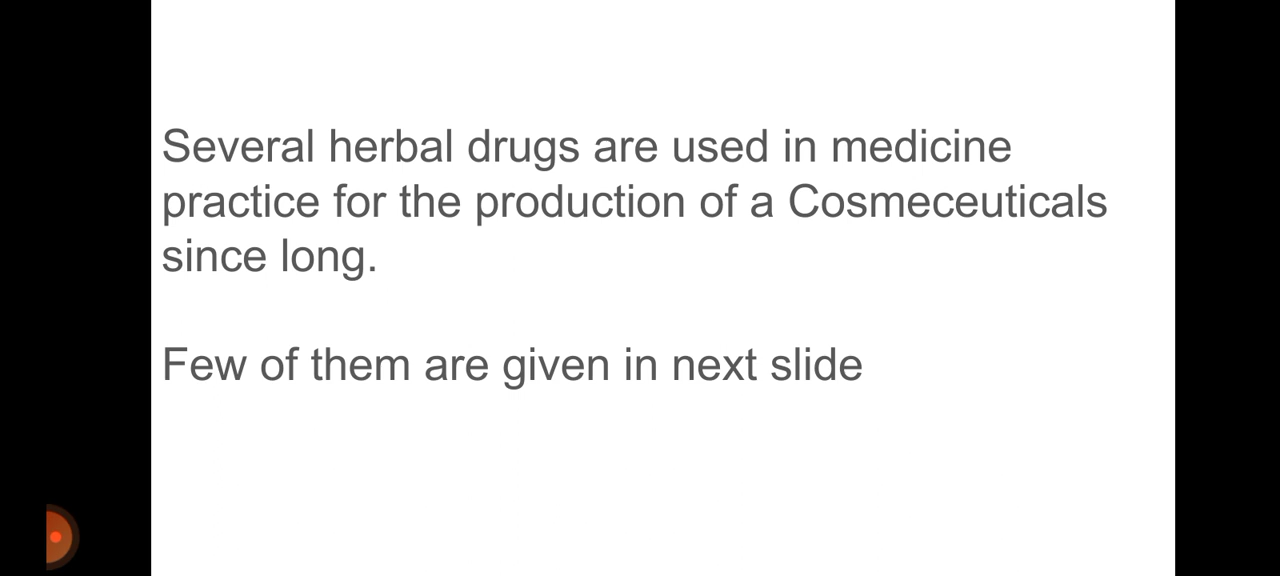 Several herbal drugs are used in medicine
practice for the production of a Cosmeceuticals
since long.
Few of them are given in next slide